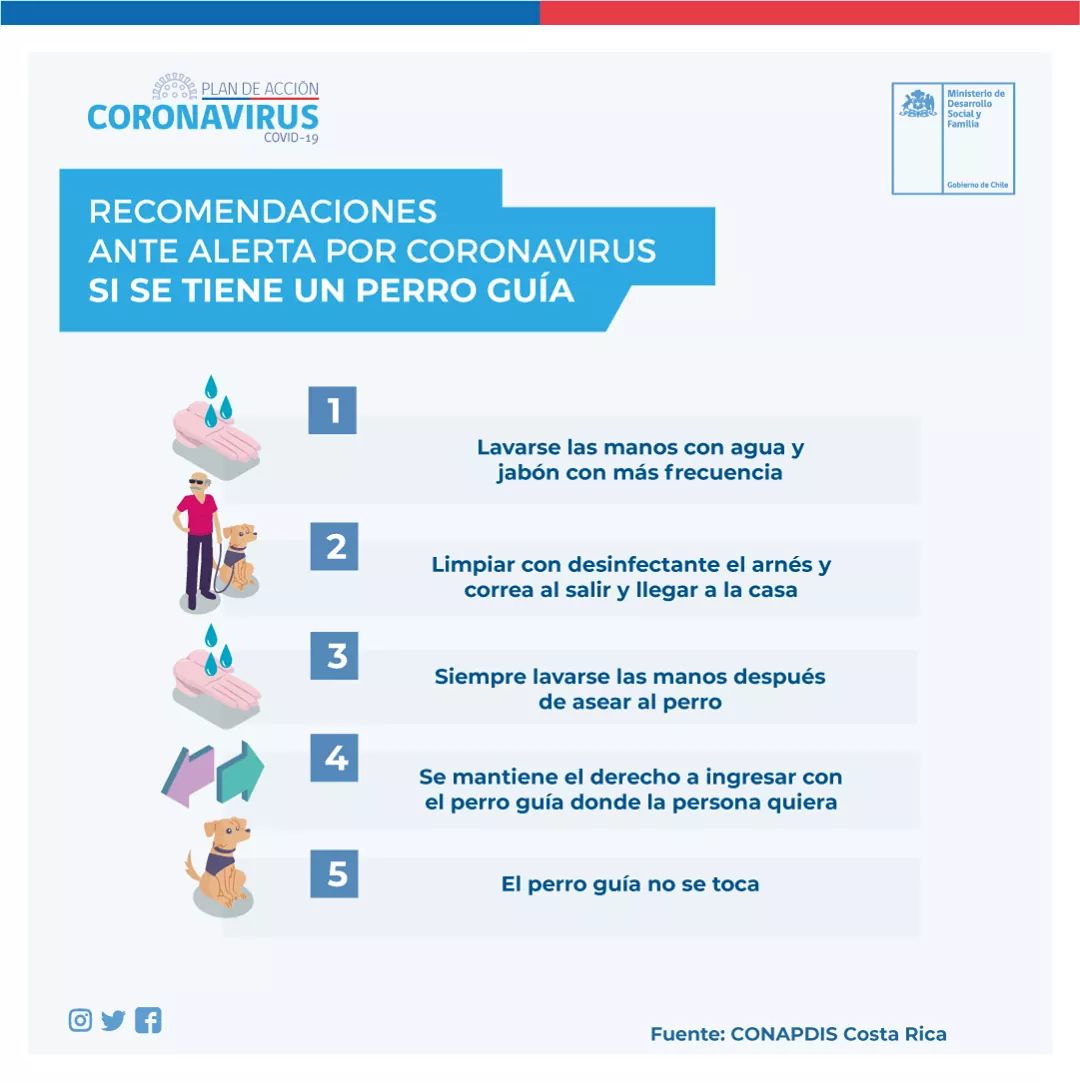 PLAN DE ACCIÓN
CORONAVIRUS
COVID-19
Ministerio de
Desarrollo
Social y
Familia
Gobierno de Chile
RECOMENDACIONES
ANTE ALERTA POR CORONAVIRUS
SI SE TIENE UN PERRO GUÍA
1
Lavarse las manos con agua y
jabón con más frecuencia
2
Limpiar con desinfectante el arnés y
correa al salir y llegar a la casa
3
Siempre lavarse las manos después
de asear al perro
4
Se mantiene el derecho a ingresar con
el perro guía donde la persona quiera
5
El perro guía no se toca
Fuente: CONAPDIS Costa Rica